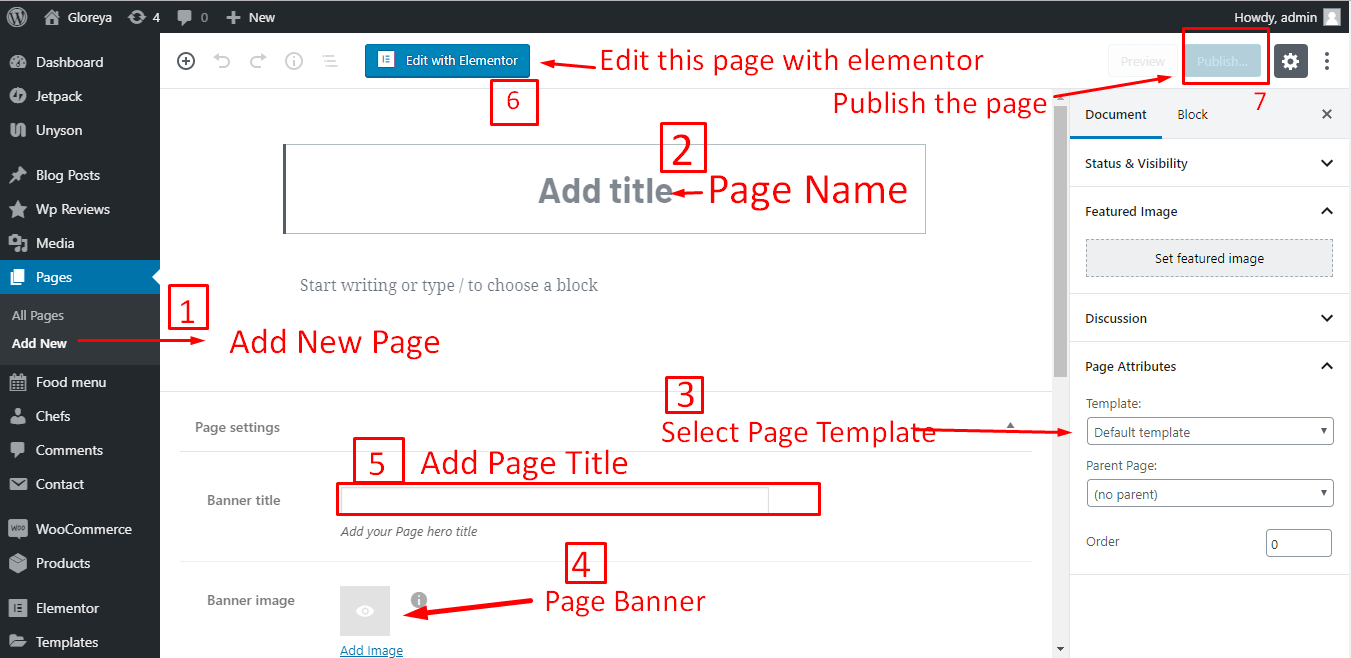 Gloreya 4 0 New Howdy, admin
Dashboard
Jetpack
Unyson
Blog Posts
Wp Reviews
Media
Pages
All Pages
Add New
Food menu
Chefs
Comments
Contact
WOO WooCommerce
Products
Elementor
Templates
Edit with Elementor
Edit this page with elementor
6
Preview
Publish...
Publish the page
7
2
Add title
Page Name
Start writing or type / to choose a block
1
Add New Page
3
Select Page Template
Page settings
5
Add Page Title
Banner title
Add your Page hero title
4
Banner image
Page Banner
Add Image
Document Block
Status & Visibility
Featured Image
Set featured image
Discussion
Page Attributes
Template:
Default template
Parent Page:
(no parent)
Order
0